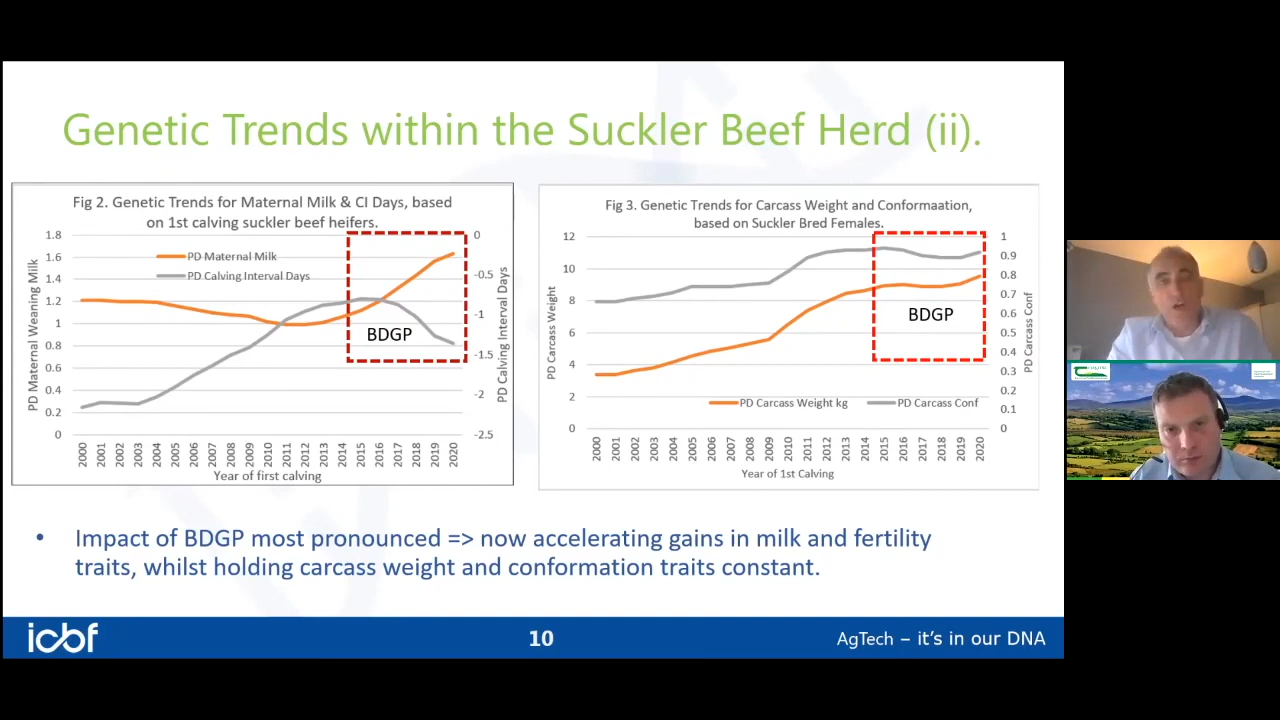 Genetic Trends within the Suckler Beef Herd (ii).
Fig 2. Genetic Trends for Maternal Milk & CI Days, based
on 1st calving suckler beef heifers.
PD Maternal Milk
PD Calving Interval Days
BDGP
PD Maternal Weaning Milk
1.8
1.6
1.4
1.2
1
0.8
0.6
0.4
0.2
0
0
-0.5
-1
-1.5
-2
-2.5
PD Calving Interval Days
2000 2001 2002 2003 2004 2005 2006 2007 2008 2009 2010 2011 2012 2013 2014 2015 2016 2017 2018 2019 2020
Year of first calving
Fig 3. Genetic Trends for Carcass Weight and Conformaation,
based on Suckler Bred Females.
BDGP
PD Carcass Weight
12
10
8
6
4
2
0
1
0.9
0.8
0.7
0.6
0.5
0.4
0.3
0.2
0.1
0
PD Carcass Conf
PD Carcass Weight kg
PD Carcass Conf
2000 2001 2002 2003 2004 2005 2006 2007 2008 2009 2010 2011 2012 2013 2014 2015 2016 2017 2018 2019 2020
Year of 1st Calving
• Impact of BDGP most pronounced => now accelerating gains in milk and fertility
traits, whilst holding carcass weight and conformation traits constant.
icbf
10
AgTech – it's in our DNA